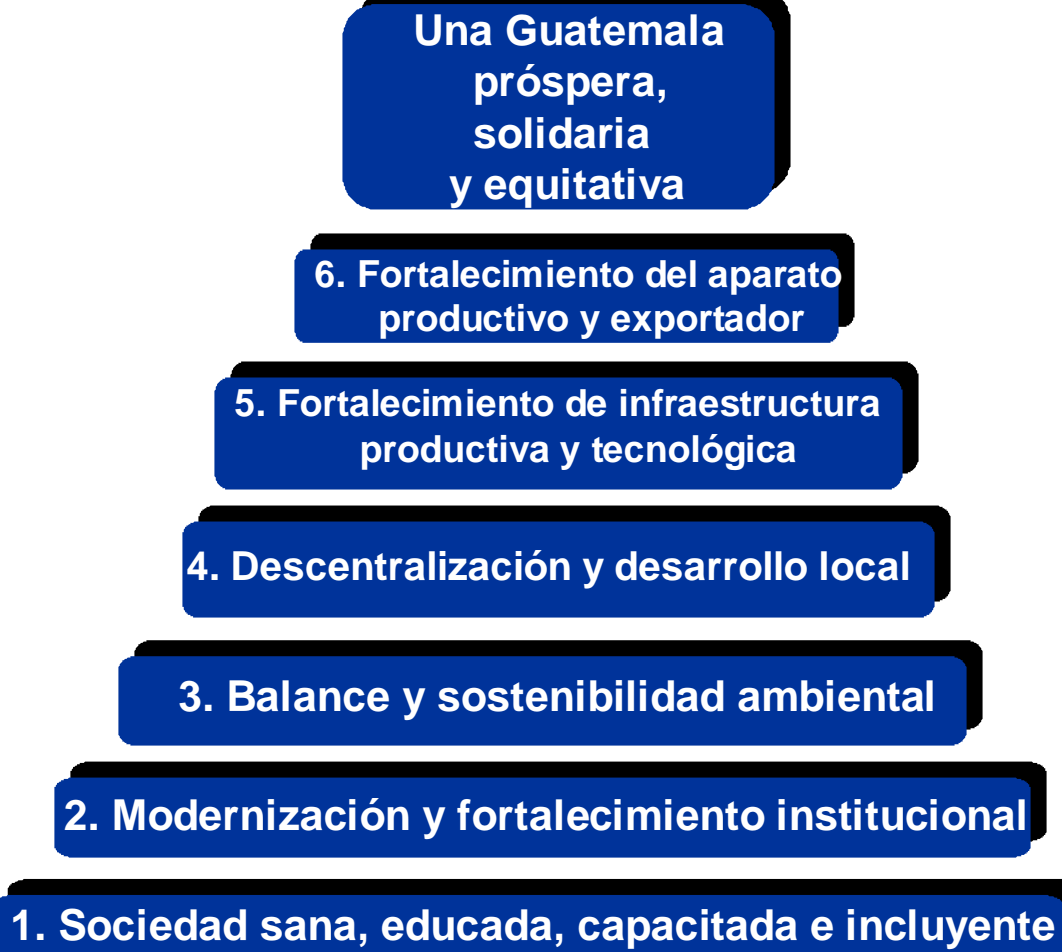 Una Guatemala
próspera,
solidaria
y equitativa
6. Fortalecimiento del aparato
productivo y exportador
5. Fortalecimiento de infraestructura
productiva y tecnológica
4. Descentralización y desarrollo local
3. Balance y sostenibilidad ambiental
2. Modernización y fortalecimiento institucional
1. Sociedad sana, educada, capacitada e incluyente